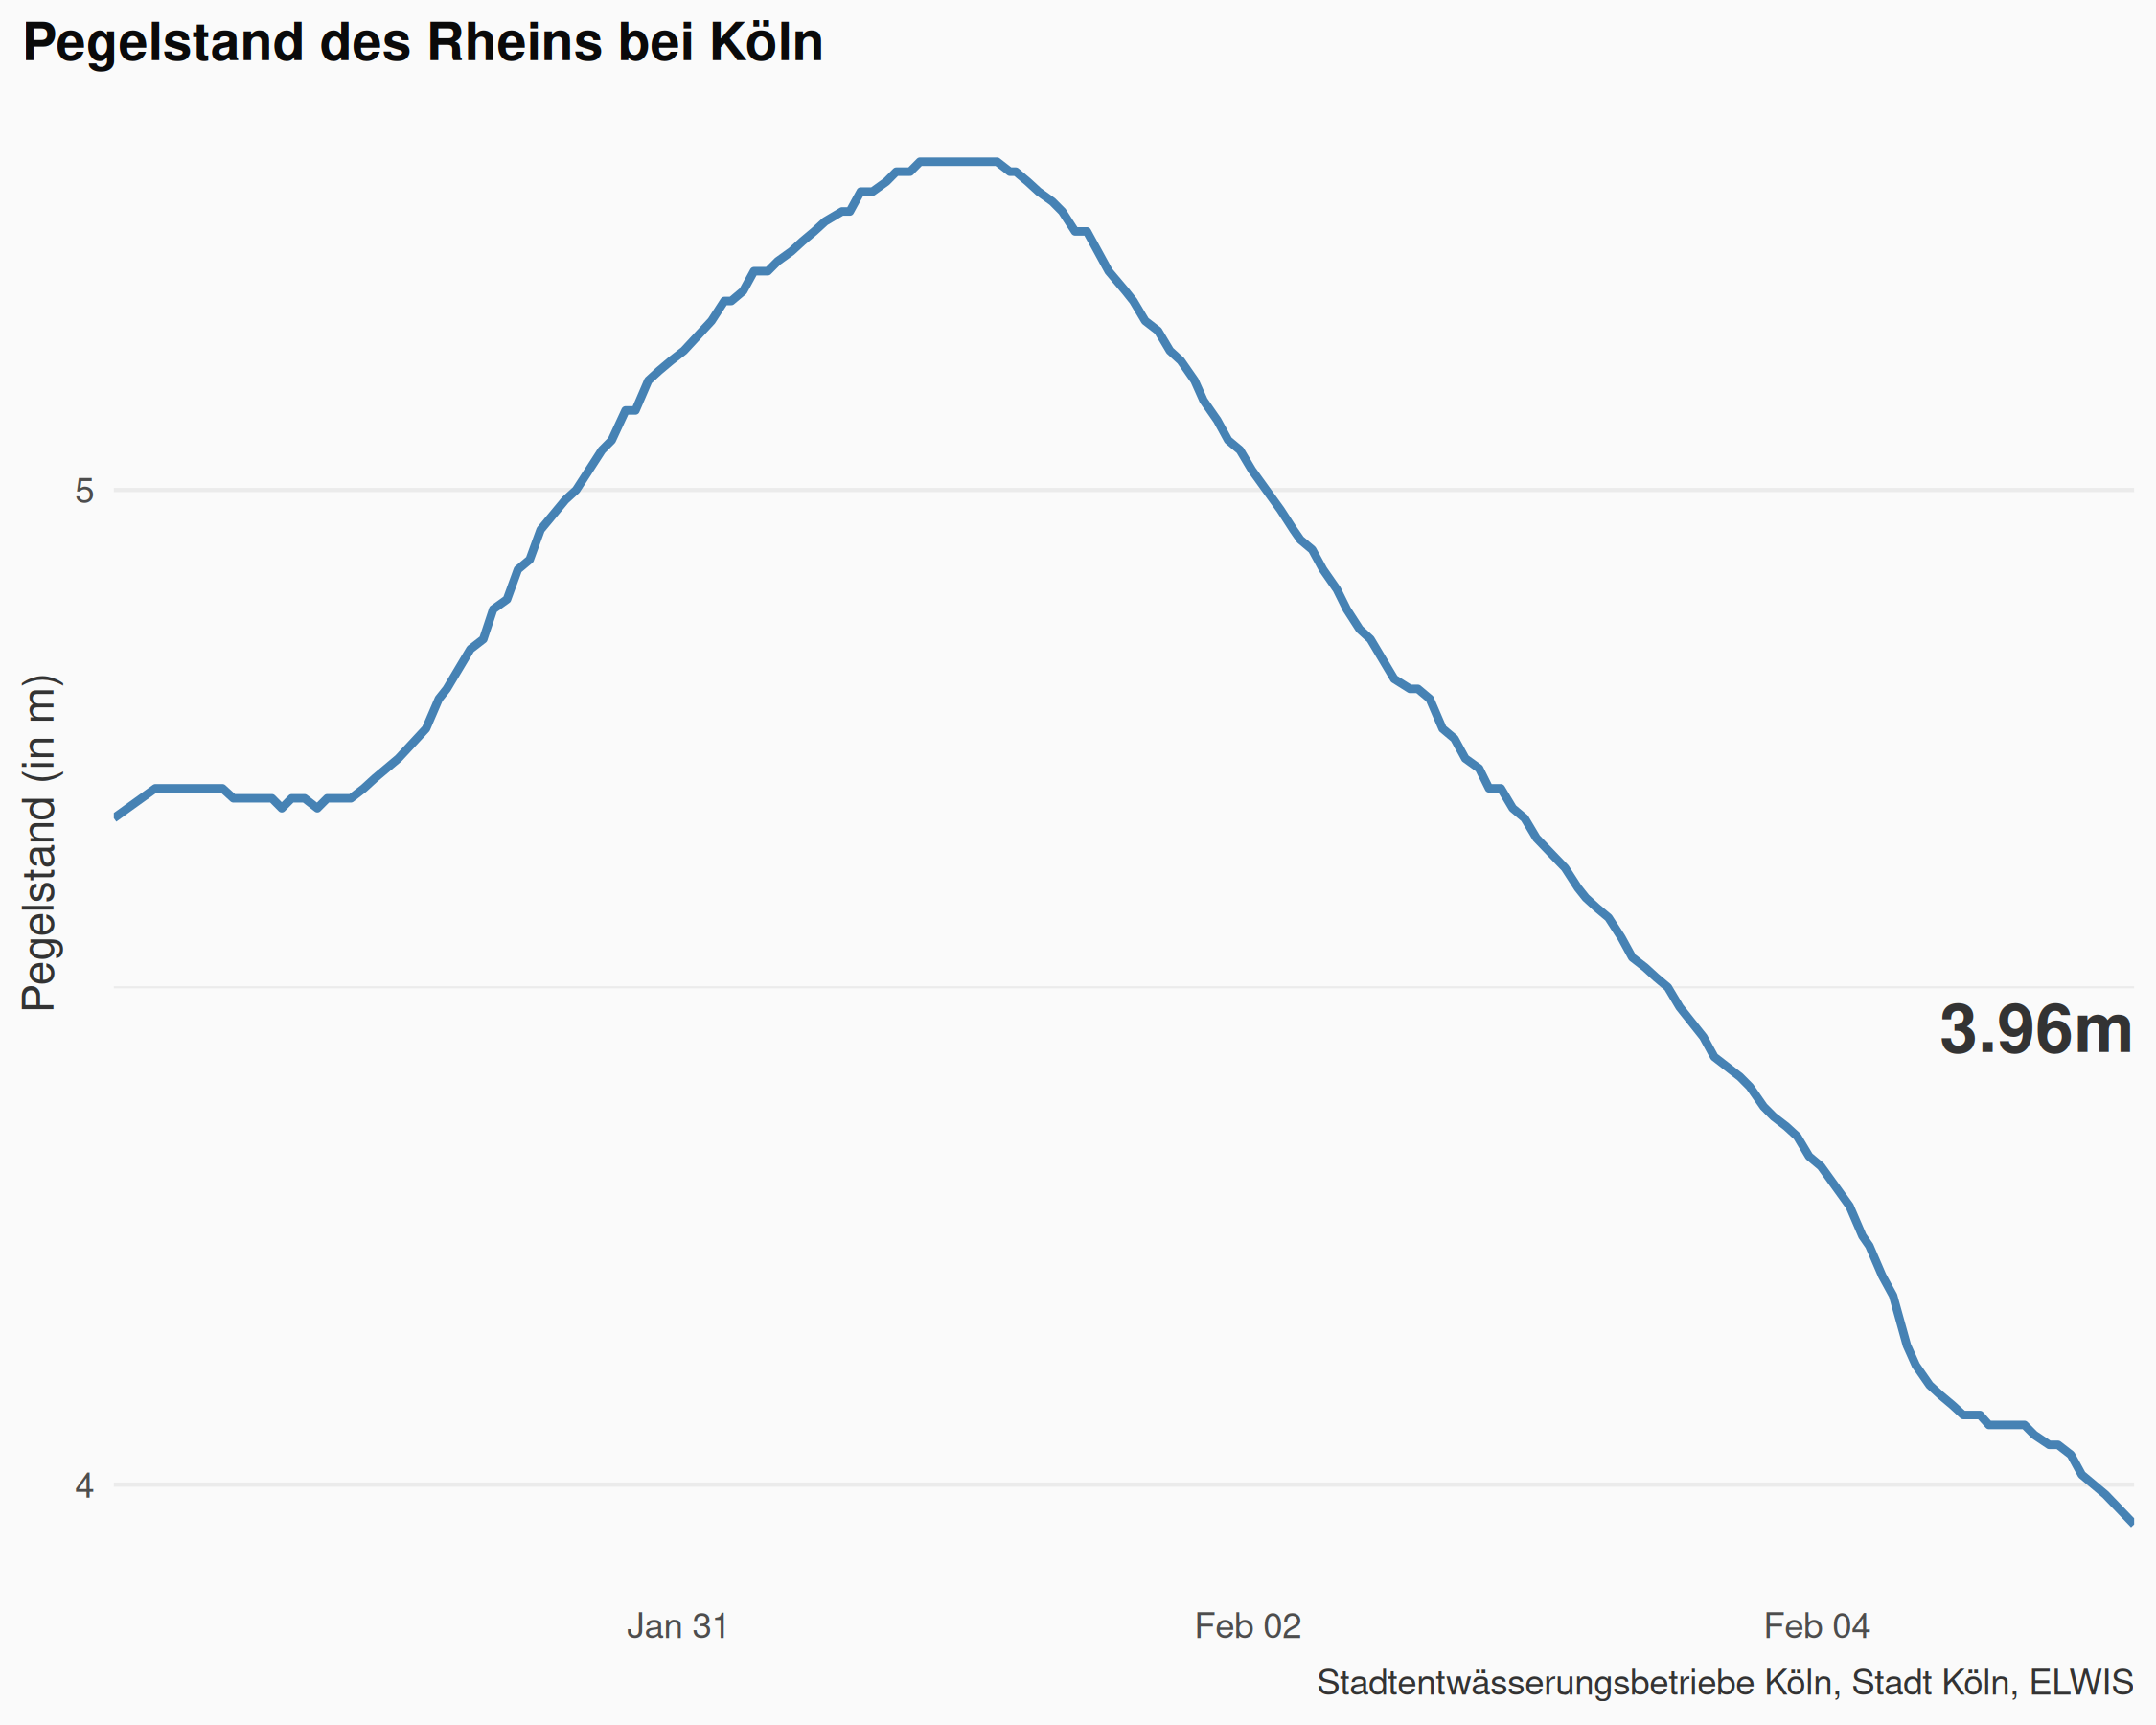 Pegelstand des Rheins bei Köln
Pegelstand (in m)
5
3.96m
4
Jan 31
Feb 02
Feb 04
Stadtentwässerungsbetriebe Köln, Stadt Köln, ELWIS